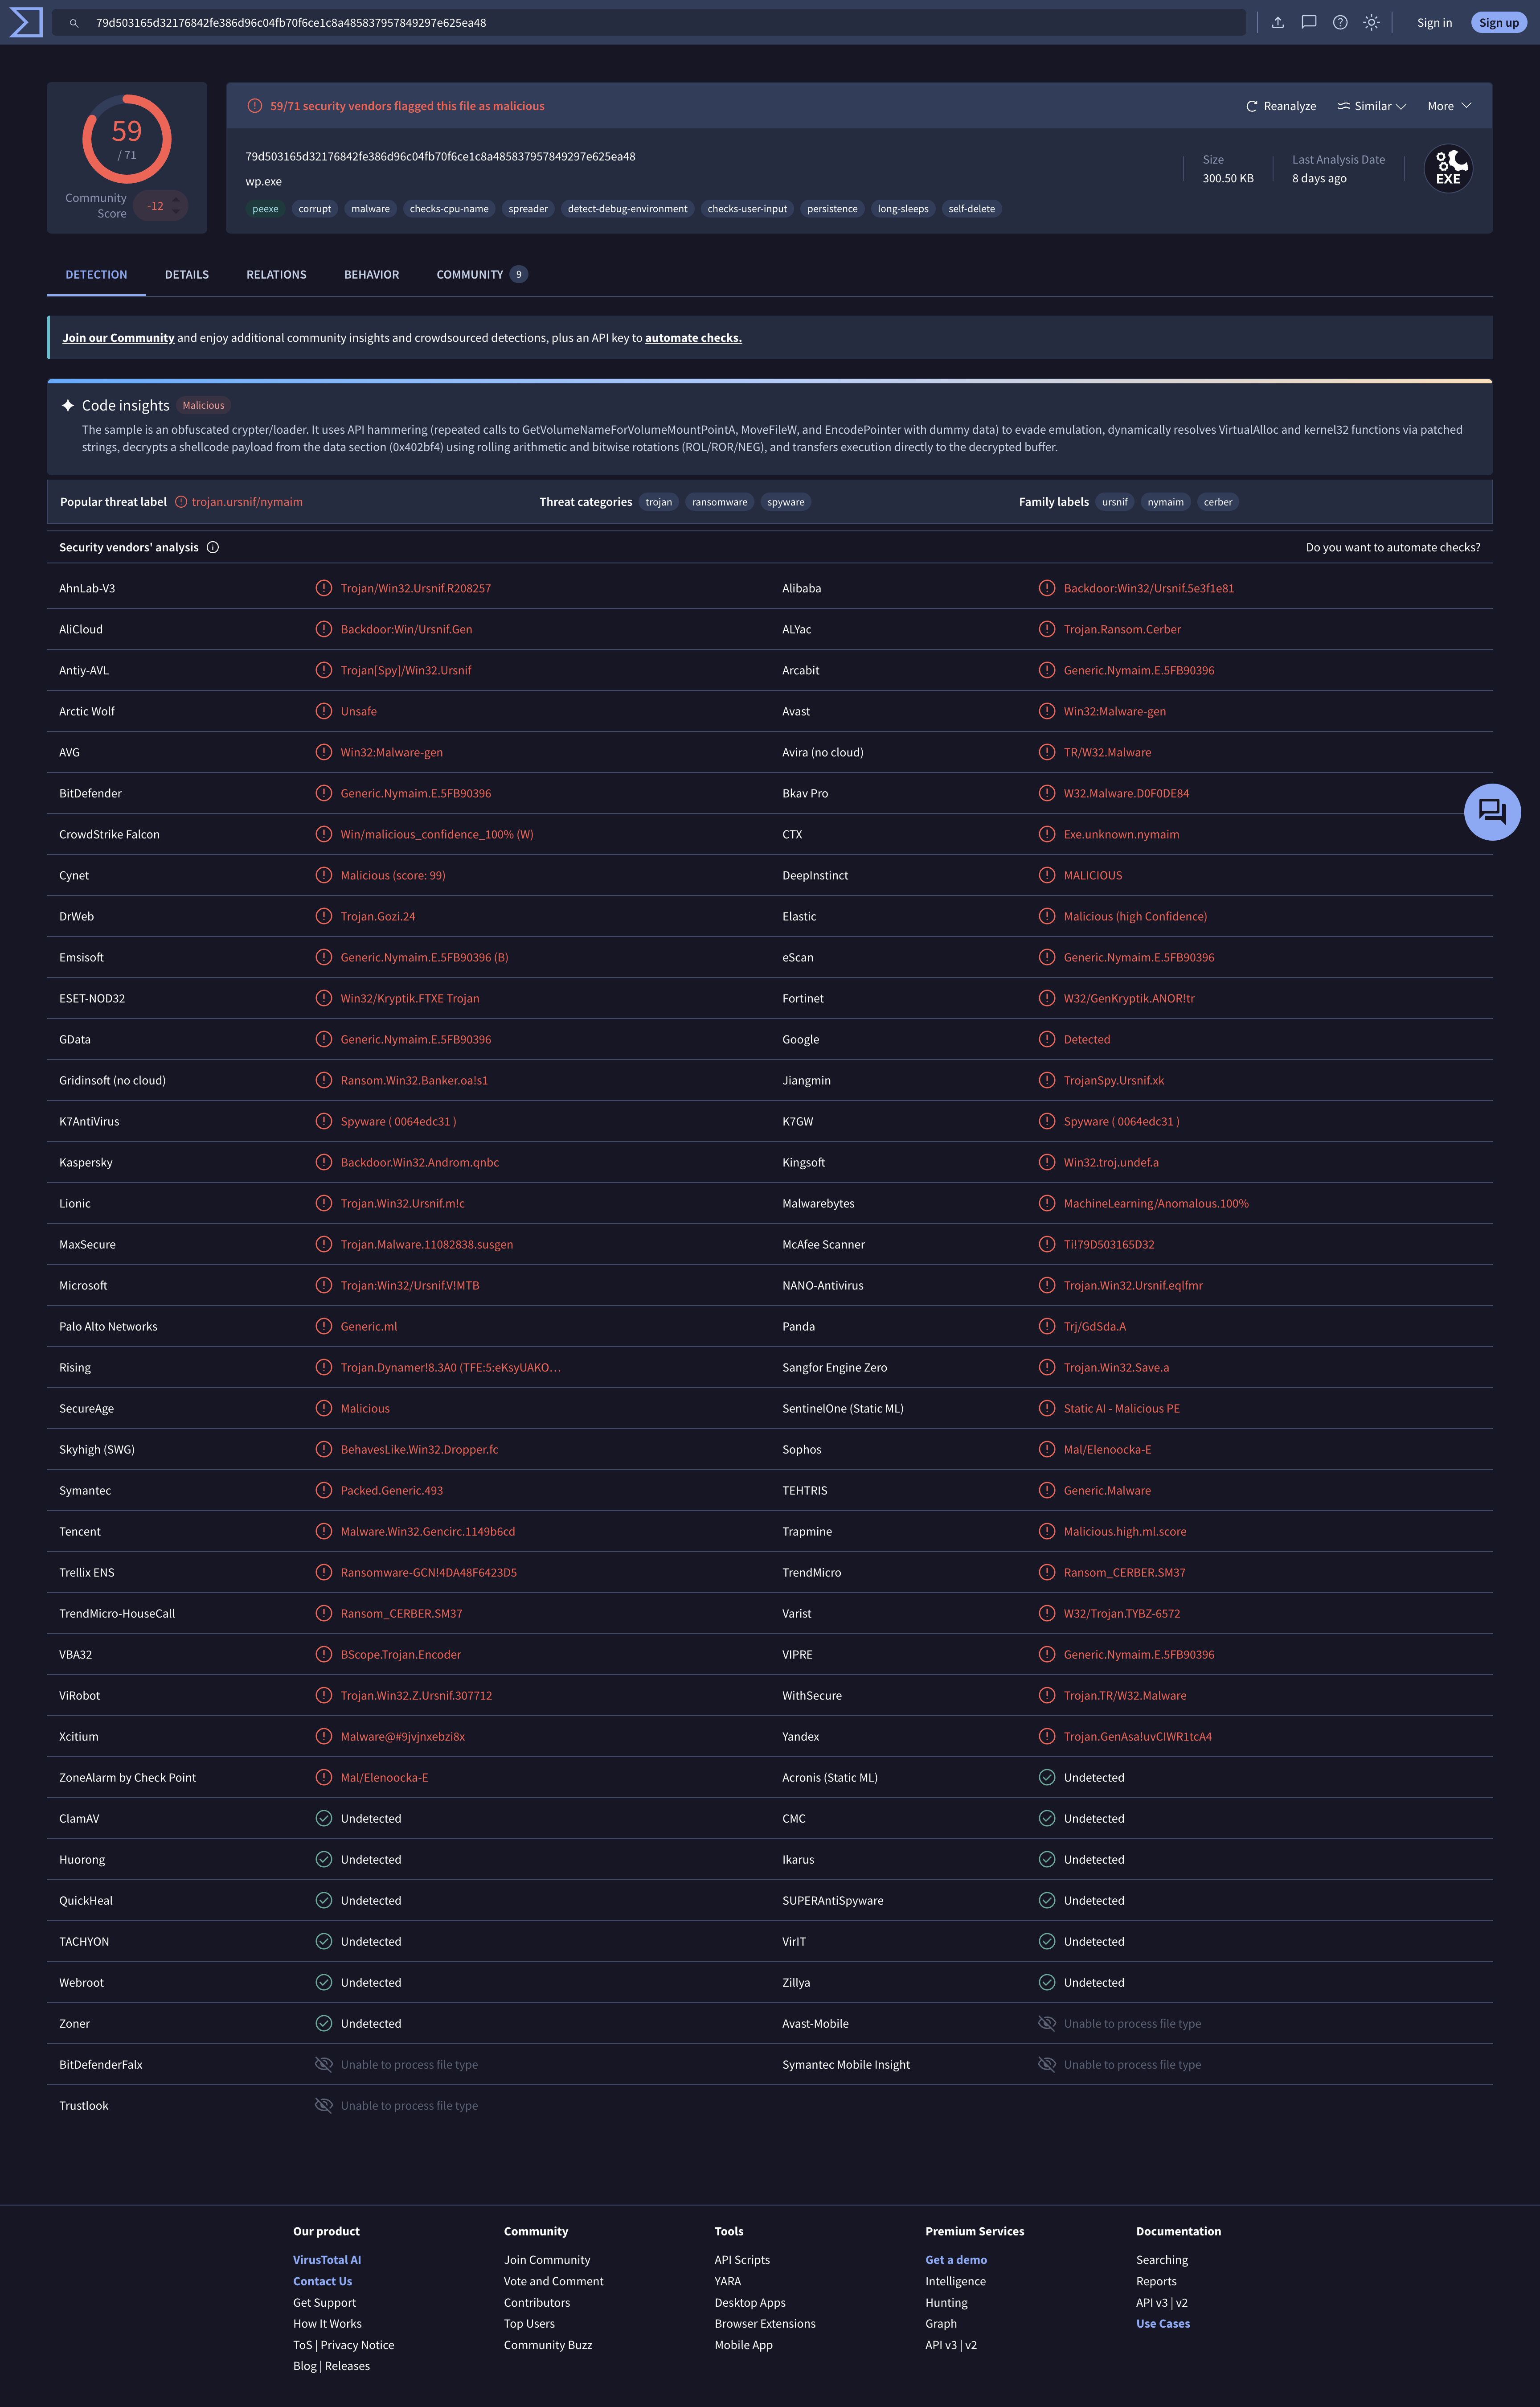 79d503165d32176842fe386d96c04fb70f6ce1c8a485837957849297e625ea48
Sign in
Sign up
59
/ 71
Community
Score
-12
59/71 security vendors flagged this file as malicious
Reanalyze
Similar
More
79d503165d32176842fe386d96c04fb70f6ce1c8a485837957849297e625ea48
wp.exe
peexe corrupt malware checks-cpu-name spreader detect-debug-environment checks-user-input persistence long-sleeps self-delete
Size
300.50 KB
Last Analysis Date
8 days ago
EXE
DETECTION DETAILS RELATIONS BEHAVIOR COMMUNITY 9
Join our Community and enjoy additional community insights and crowdsourced detections, plus an API key to automate checks.
Code insights Malicious
The sample is an obfuscated crypter/loader. It uses API hammering (repeated calls to GetVolumeNameForVolumeMountPointA, MoveFileW, and EncodePointer with dummy data) to evade emulation, dynamically resolves VirtualAlloc and kernel32 functions via patched
strings, decrypts a shellcode payload from the data section (0x402bf4) using rolling arithmetic and bitwise rotations (ROL/ROR/NEG), and transfers execution directly to the decrypted buffer.
Popular threat label trojan.ursnif/nymaim Threat categories trojan ransomware spyware Family labels ursnif nymaim cerber
Security vendors' analysis Do you want to automate checks?
AhnLab-V3 Trojan/Win32.Ursnif.R208257 Alibaba Backdoor:Win32/Ursnif.5e3f1e81
AliCloud Backdoor:Win/Ursnif.Gen ALYac Trojan.Ransom.Cerber
Antiy-AVL Trojan[Spy]/Win32.Ursnif Arcabit Generic.Nymaim.E.5FB90396
Arctic Wolf Unsafe Avast Win32:Malware-gen
AVG Win32:Malware-gen Avira (no cloud) TR/W32.Malware
BitDefender Generic.Nymaim.E.5FB90396 Bkav Pro W32.Malware.D0F0DE84
CrowdStrike Falcon Win/malicious_confidence_100% (W) CTX Exe.unknown.nymaim
Cynet Malicious (score: 99) DeepInstinct MALICIOUS
DrWeb Trojan.Gozi.24 Elastic Malicious (high Confidence)
Emsisoft Generic.Nymaim.E.5FB90396 (B) eScan Generic.Nymaim.E.5FB90396
ESET-NOD32 Win32/Kryptik.FTXE Trojan Fortinet W32/GenKryptik.ANOR!tr
GData Generic.Nymaim.E.5FB90396 Google Detected
Gridinsoft (no cloud) Ransom.Win32.Banker.oa!s1 Jiangmin TrojanSpy.Ursnif.xk
K7AntiVirus Spyware ( 0064edc31 ) K7GW Spyware ( 0064edc31 )
Kaspersky Backdoor.Win32.Androm.qnbc Kingsoft Win32.troj.undef.a
Lionic Trojan.Win32.Ursnif.m!c Malwarebytes MachineLearning/Anomalous.100%
MaxSecure Trojan.Malware.11082838.susgen McAfee Scanner Ti!79D503165D32
Microsoft Trojan:Win32/Ursnif.V!MTB NANO-Antivirus Trojan.Win32.Ursnif.eqlfmr
Palo Alto Networks Generic.ml Panda Trj/GdSda.A
Rising Trojan.Dynamer!8.3A0 (TFE:5:eKsyUAKO… Sangfor Engine Zero Trojan.Win32.Save.a
SecureAge Malicious SentinelOne (Static ML) Static AI - Malicious PE
Skyhigh (SWG) BehavesLike.Win32.Dropper.fc Sophos Mal/Elenoocka-E
Symantec Packed.Generic.493 TEHTRIS Generic.Malware
Tencent Malware.Win32.Gencirc.1149b6cd Trapmine Malicious.high.ml.score
Trellix ENS Ransomware-GCN!4DA48F6423D5 TrendMicro Ransom_CERBER.SM37
TrendMicro-HouseCall Ransom_CERBER.SM37 Varist W32/Trojan.TYBZ-6572
VBA32 BScope.Trojan.Encoder VIPRE Generic.Nymaim.E.5FB90396
ViRobot Trojan.Win32.Z.Ursnif.307712 WithSecure Trojan.TR/W32.Malware
Xcitium Malware@#9jvjnxebzi8x Yandex Trojan.GenAsa!uvCIWR1tcA4
ZoneAlarm by Check Point Mal/Elenoocka-E Acronis (Static ML) Undetected
ClamAV Undetected CMC Undetected
Huorong Undetected Ikarus Undetected
QuickHeal Undetected SUPERAntiSpyware Undetected
TACHYON Undetected VirIT Undetected
Webroot Undetected Zillya Undetected
Zoner Undetected Avast-Mobile Unable to process file type
BitDefenderFalx Unable to process file type Symantec Mobile Insight Unable to process file type
Trustlook Unable to process file type
Our product Community Tools Premium Services Documentation
VirusTotal AI Join Community API Scripts Get a demo Searching
Contact Us Vote and Comment YARA Intelligence Reports
Get Support Contributors Desktop Apps Hunting API v3 | v2
How It Works Top Users Browser Extensions Graph Use Cases
ToS | Privacy Notice Community Buzz Mobile App API v3 | v2
Blog | Releases